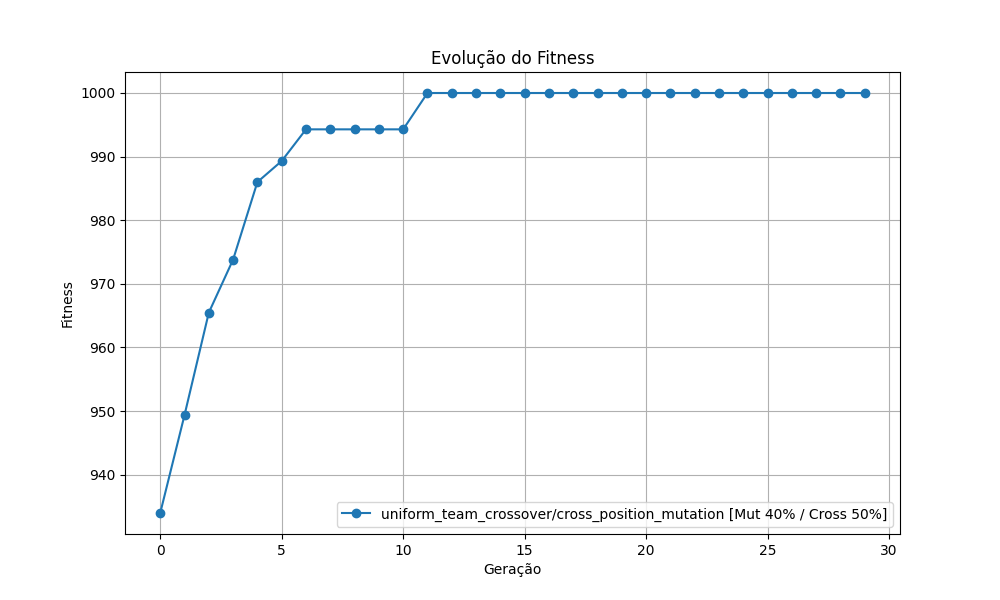 Evolução do Fitness
Fitness
1000
990
980
970
960
950
940
uniform_team_crossover/cross_position_mutation [Mut 40% / Cross 50%]
0 5 10 15 20 25 30
Geração